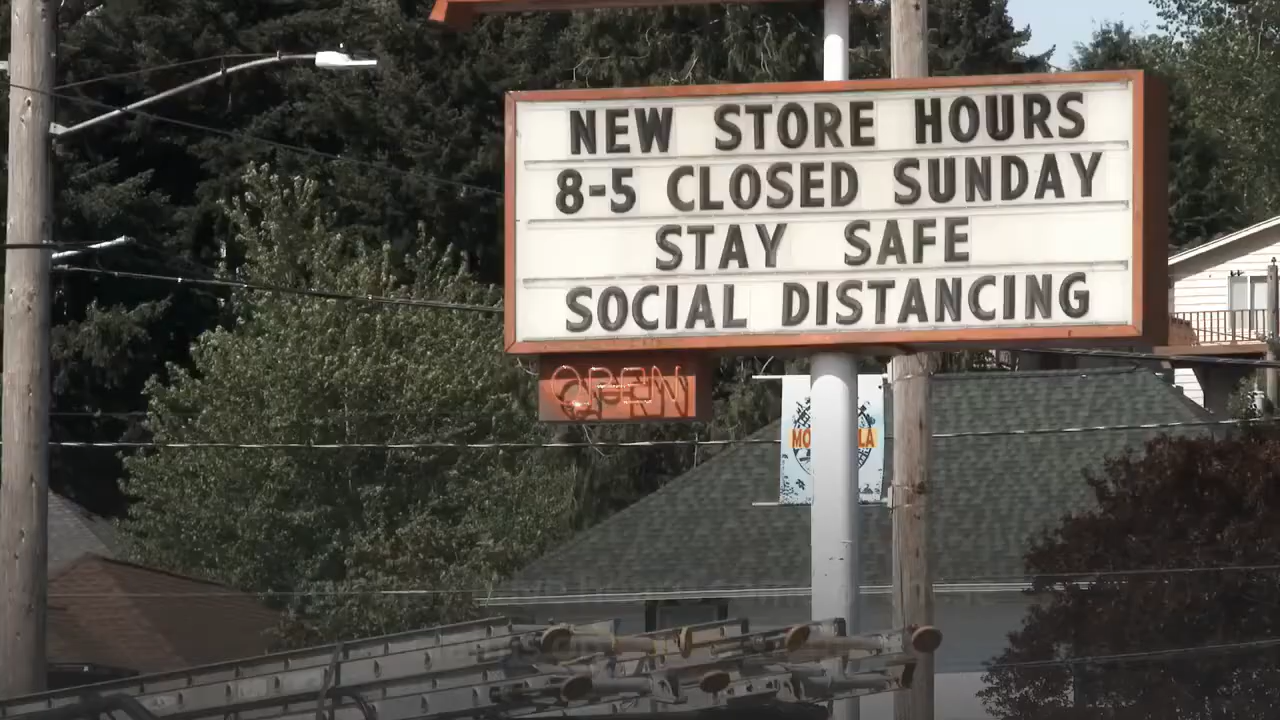 NEW STORE HOURS
8-5 CLOSED SUNDAY
STAY SAFE
SOCIAL DISTANCING
OPEN